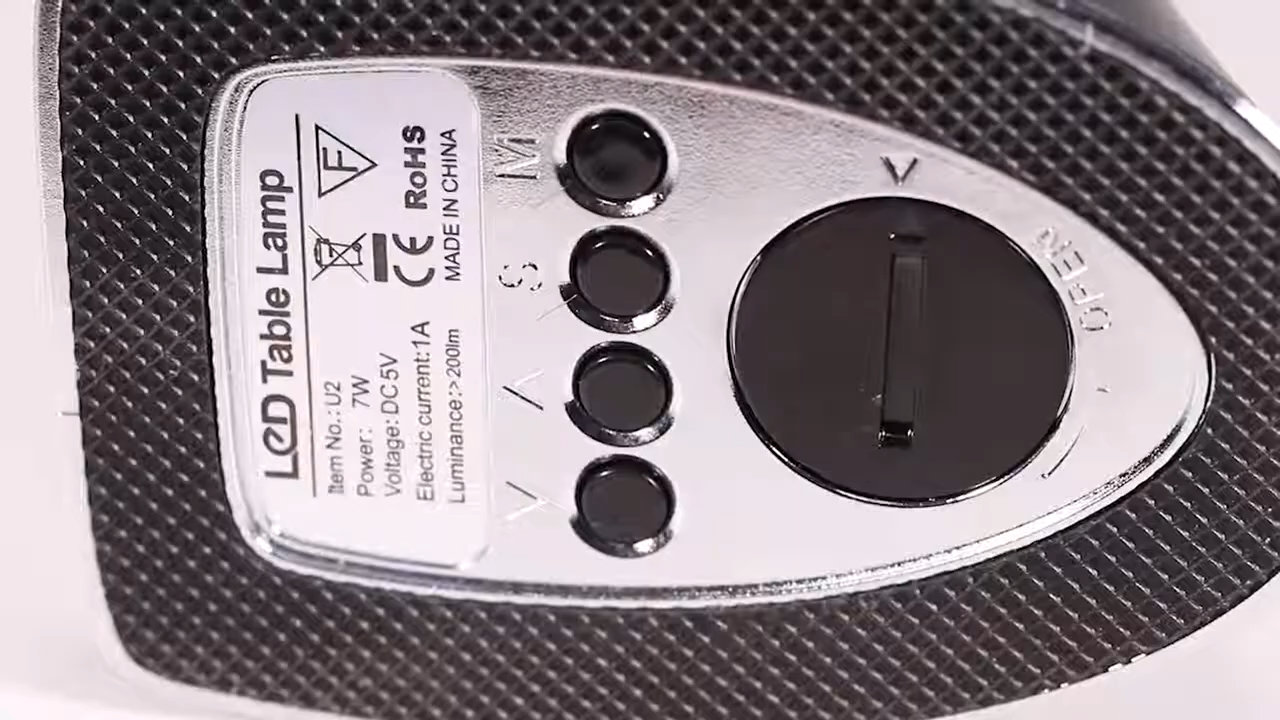 LED Table Lamp
Item No.: U2
Power: 7W
Voltage: DC5V
Electric current:1A
Luminance:>200lm
F
CE RoHS
MADE IN CHINA
M
S
OPEN